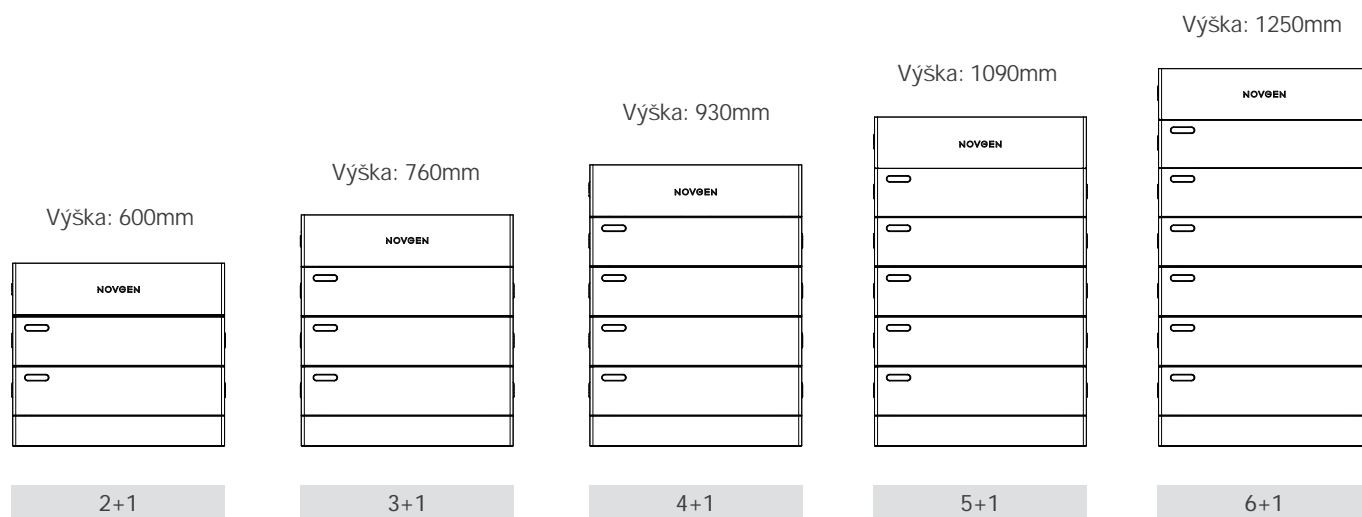 Výška: 600mm
NOVGEN
2+1
Výška: 760mm
NOVGEN
3+1
Výška: 930mm
NOVGEN
4+1
Výška: 1090mm
NOVGEN
5+1
Výška: 1250mm
NOVGEN
6+1